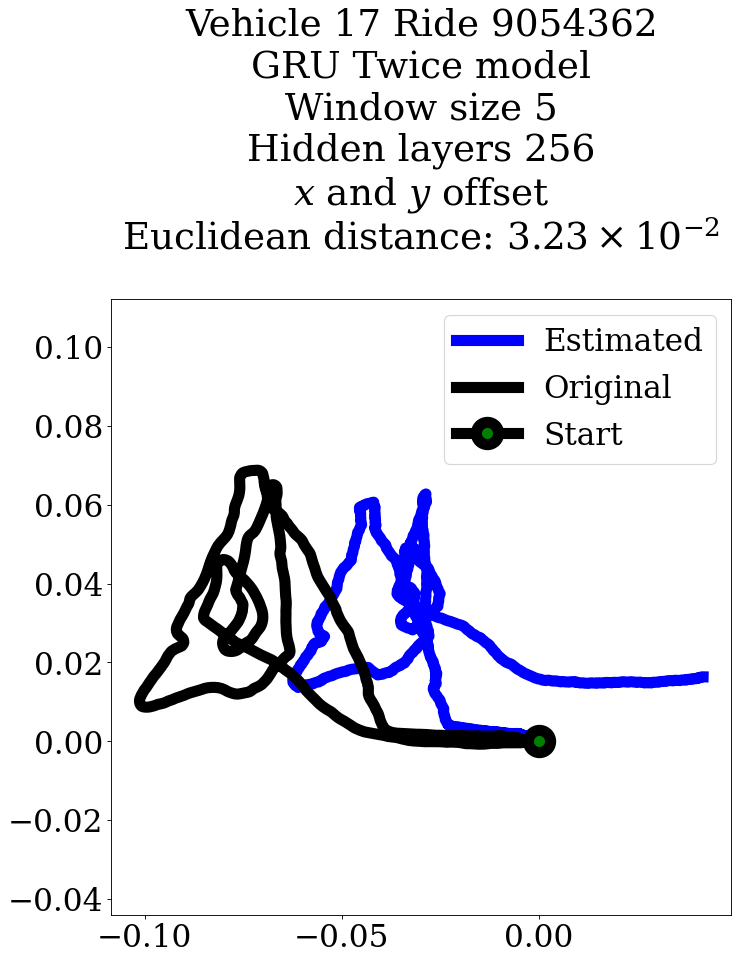 Vehicle 17 Ride 9054362
GRU Twice model
Window size 5
Hidden layers 256
x and y offset
Euclidean distance: 3.23 × 10⁻²
Estimated
Original
Start
0.10
0.08
0.06
0.04
0.02
0.00
−0.02
−0.04
−0.10 −0.05 0.00